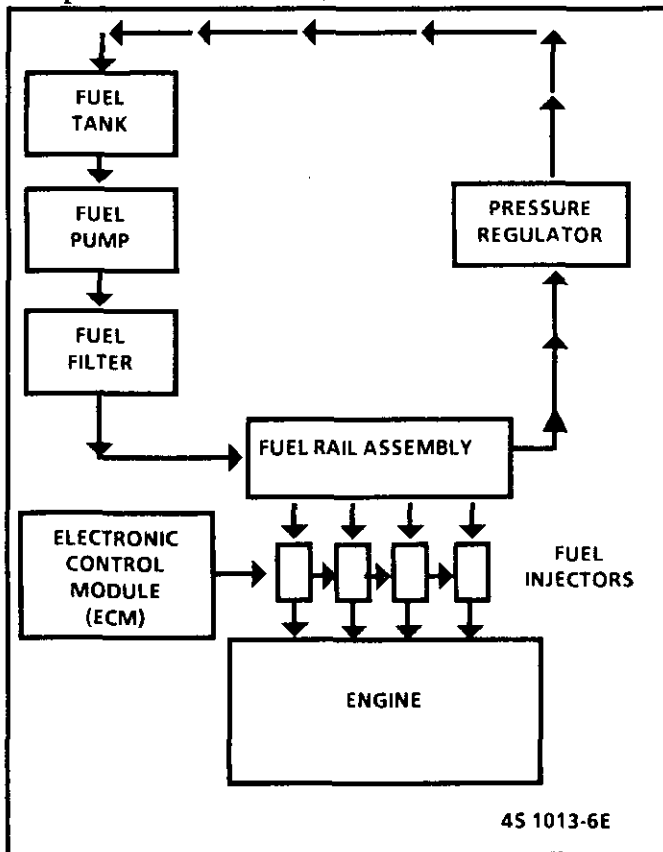 FUEL
TANK
FUEL
PUMP
PRESSURE
REGULATOR
FUEL
FILTER
FUEL RAIL ASSEMBLY
ELECTRONIC
CONTROL
MODULE
(ECM)
FUEL
INJECTORS
ENGINE
4S 1013-6E